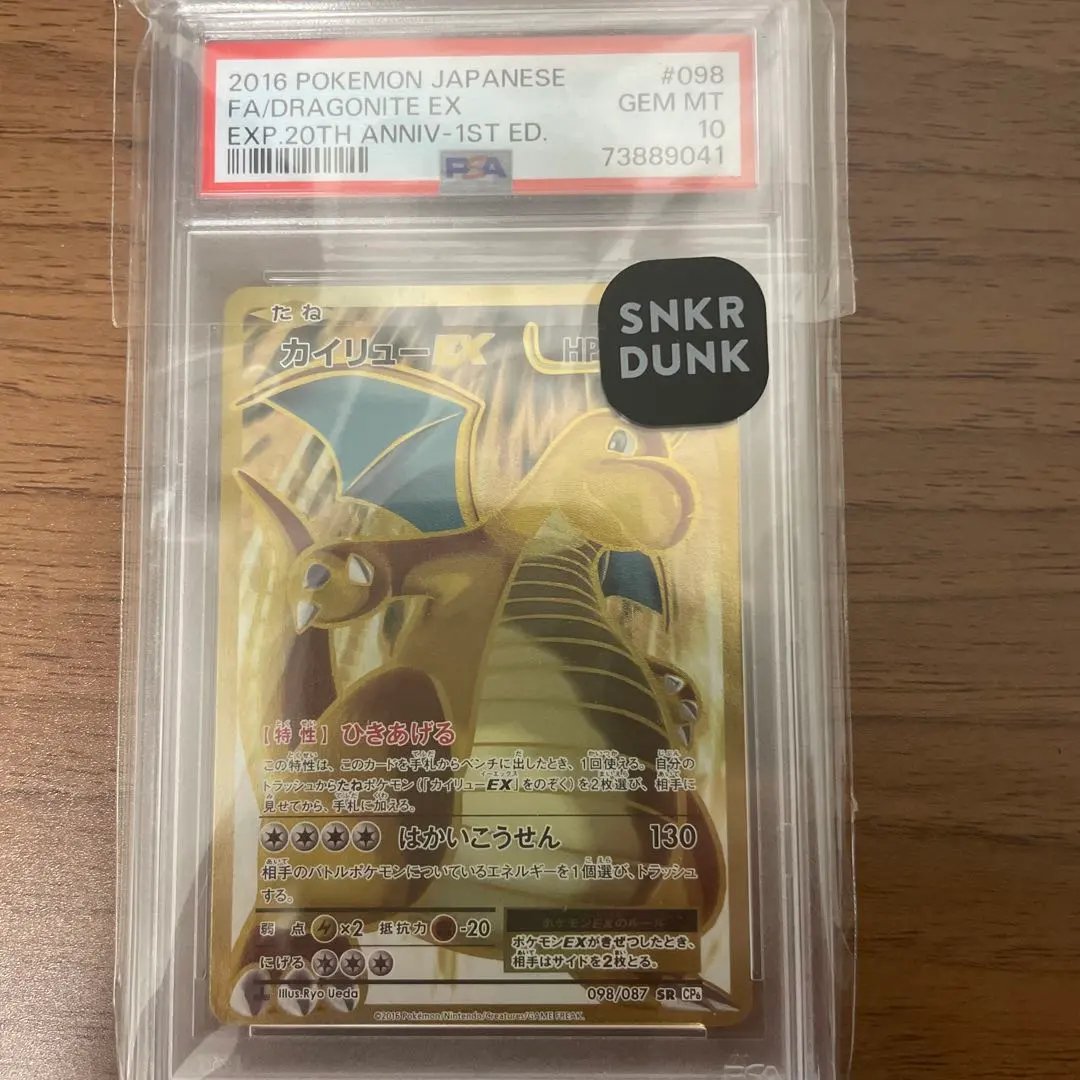 2016 POKEMON JAPANESE #098
FA/DRAGONITE EX GEM MT
EXP.20TH ANNIV-1ST ED. 10
PSA 73889041
SNKR
DUNK
たね
カイリューEX HP
[特性] ひきあげる
この特性は、このカードを手札からベンチに出したとき、1回使える。自分の
トラッシュからたねポケモン(「カイリューEX」をのぞく)を2枚選び、相手に
見せてから、手札に加える。
はかいこうせん 130
相手のバトルポケモンについているエネルギーを1個選び、トラッシュ
する。
弱点 ×2 抵抗力 -20
ポケモンEXのルール
ポケモンEXがきぜつしたとき、
相手はサイドを2枚とる。
にげる
Illus.Ryo Ueda 098/087 SR CP6
©2016 Pokémon/Nintendo/Creatures/GAME FREAK.
PSA